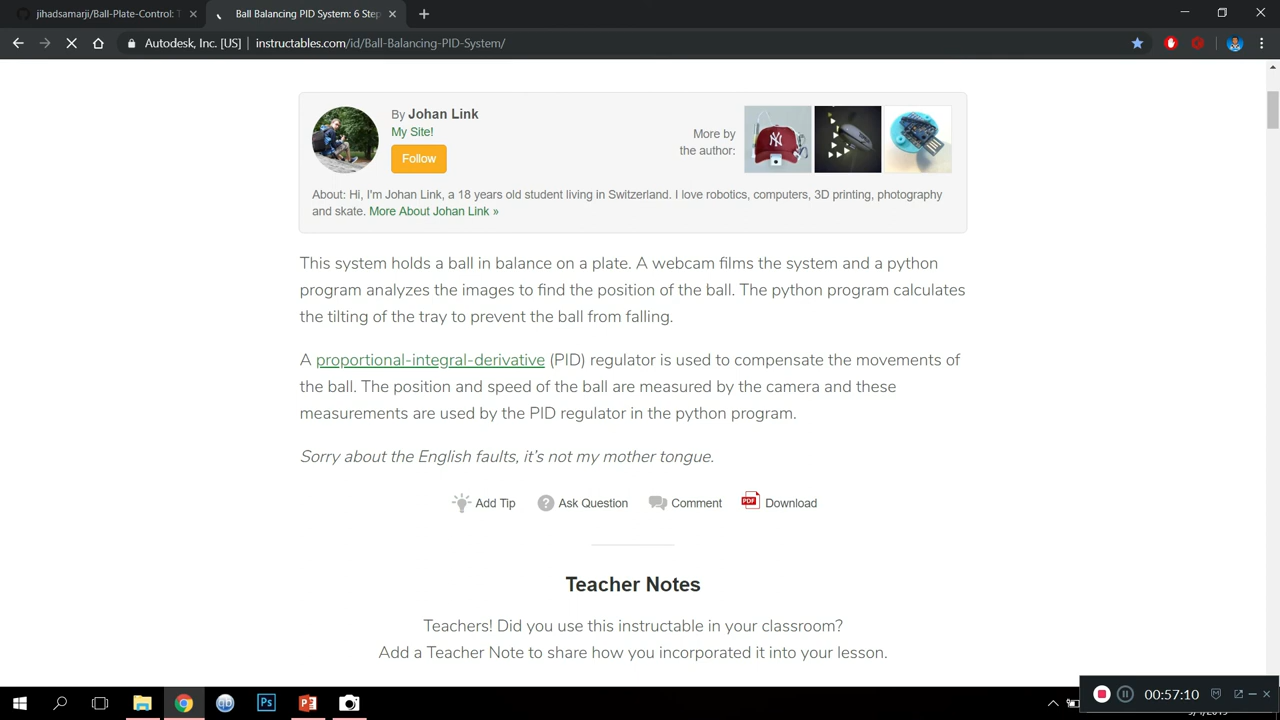 jihadsamarji/Ball-Plate-Control: T
Ball Balancing PID System: 6 Step
Autodesk, Inc. [US] instructables.com/id/Ball-Balancing-PID-System/
By Johan Link
My Site!
Follow
More by
the author:
About: Hi, I'm Johan Link, a 18 years old student living in Switzerland. I love robotics, computers, 3D printing, photography
and skate. More About Johan Link »
This system holds a ball in balance on a plate. A webcam films the system and a python
program analyzes the images to find the position of the ball. The python program calculates
the tilting of the tray to prevent the ball from falling.
A proportional-integral-derivative (PID) regulator is used to compensate the movements of
the ball. The position and speed of the ball are measured by the camera and these
measurements are used by the PID regulator in the python program.
Sorry about the English faults, it's not my mother tongue.
Add Tip Ask Question Comment PDF Download
Teacher Notes
Teachers! Did you use this instructable in your classroom?
Add a Teacher Note to share how you incorporated it into your lesson.
Ps
00:57:10